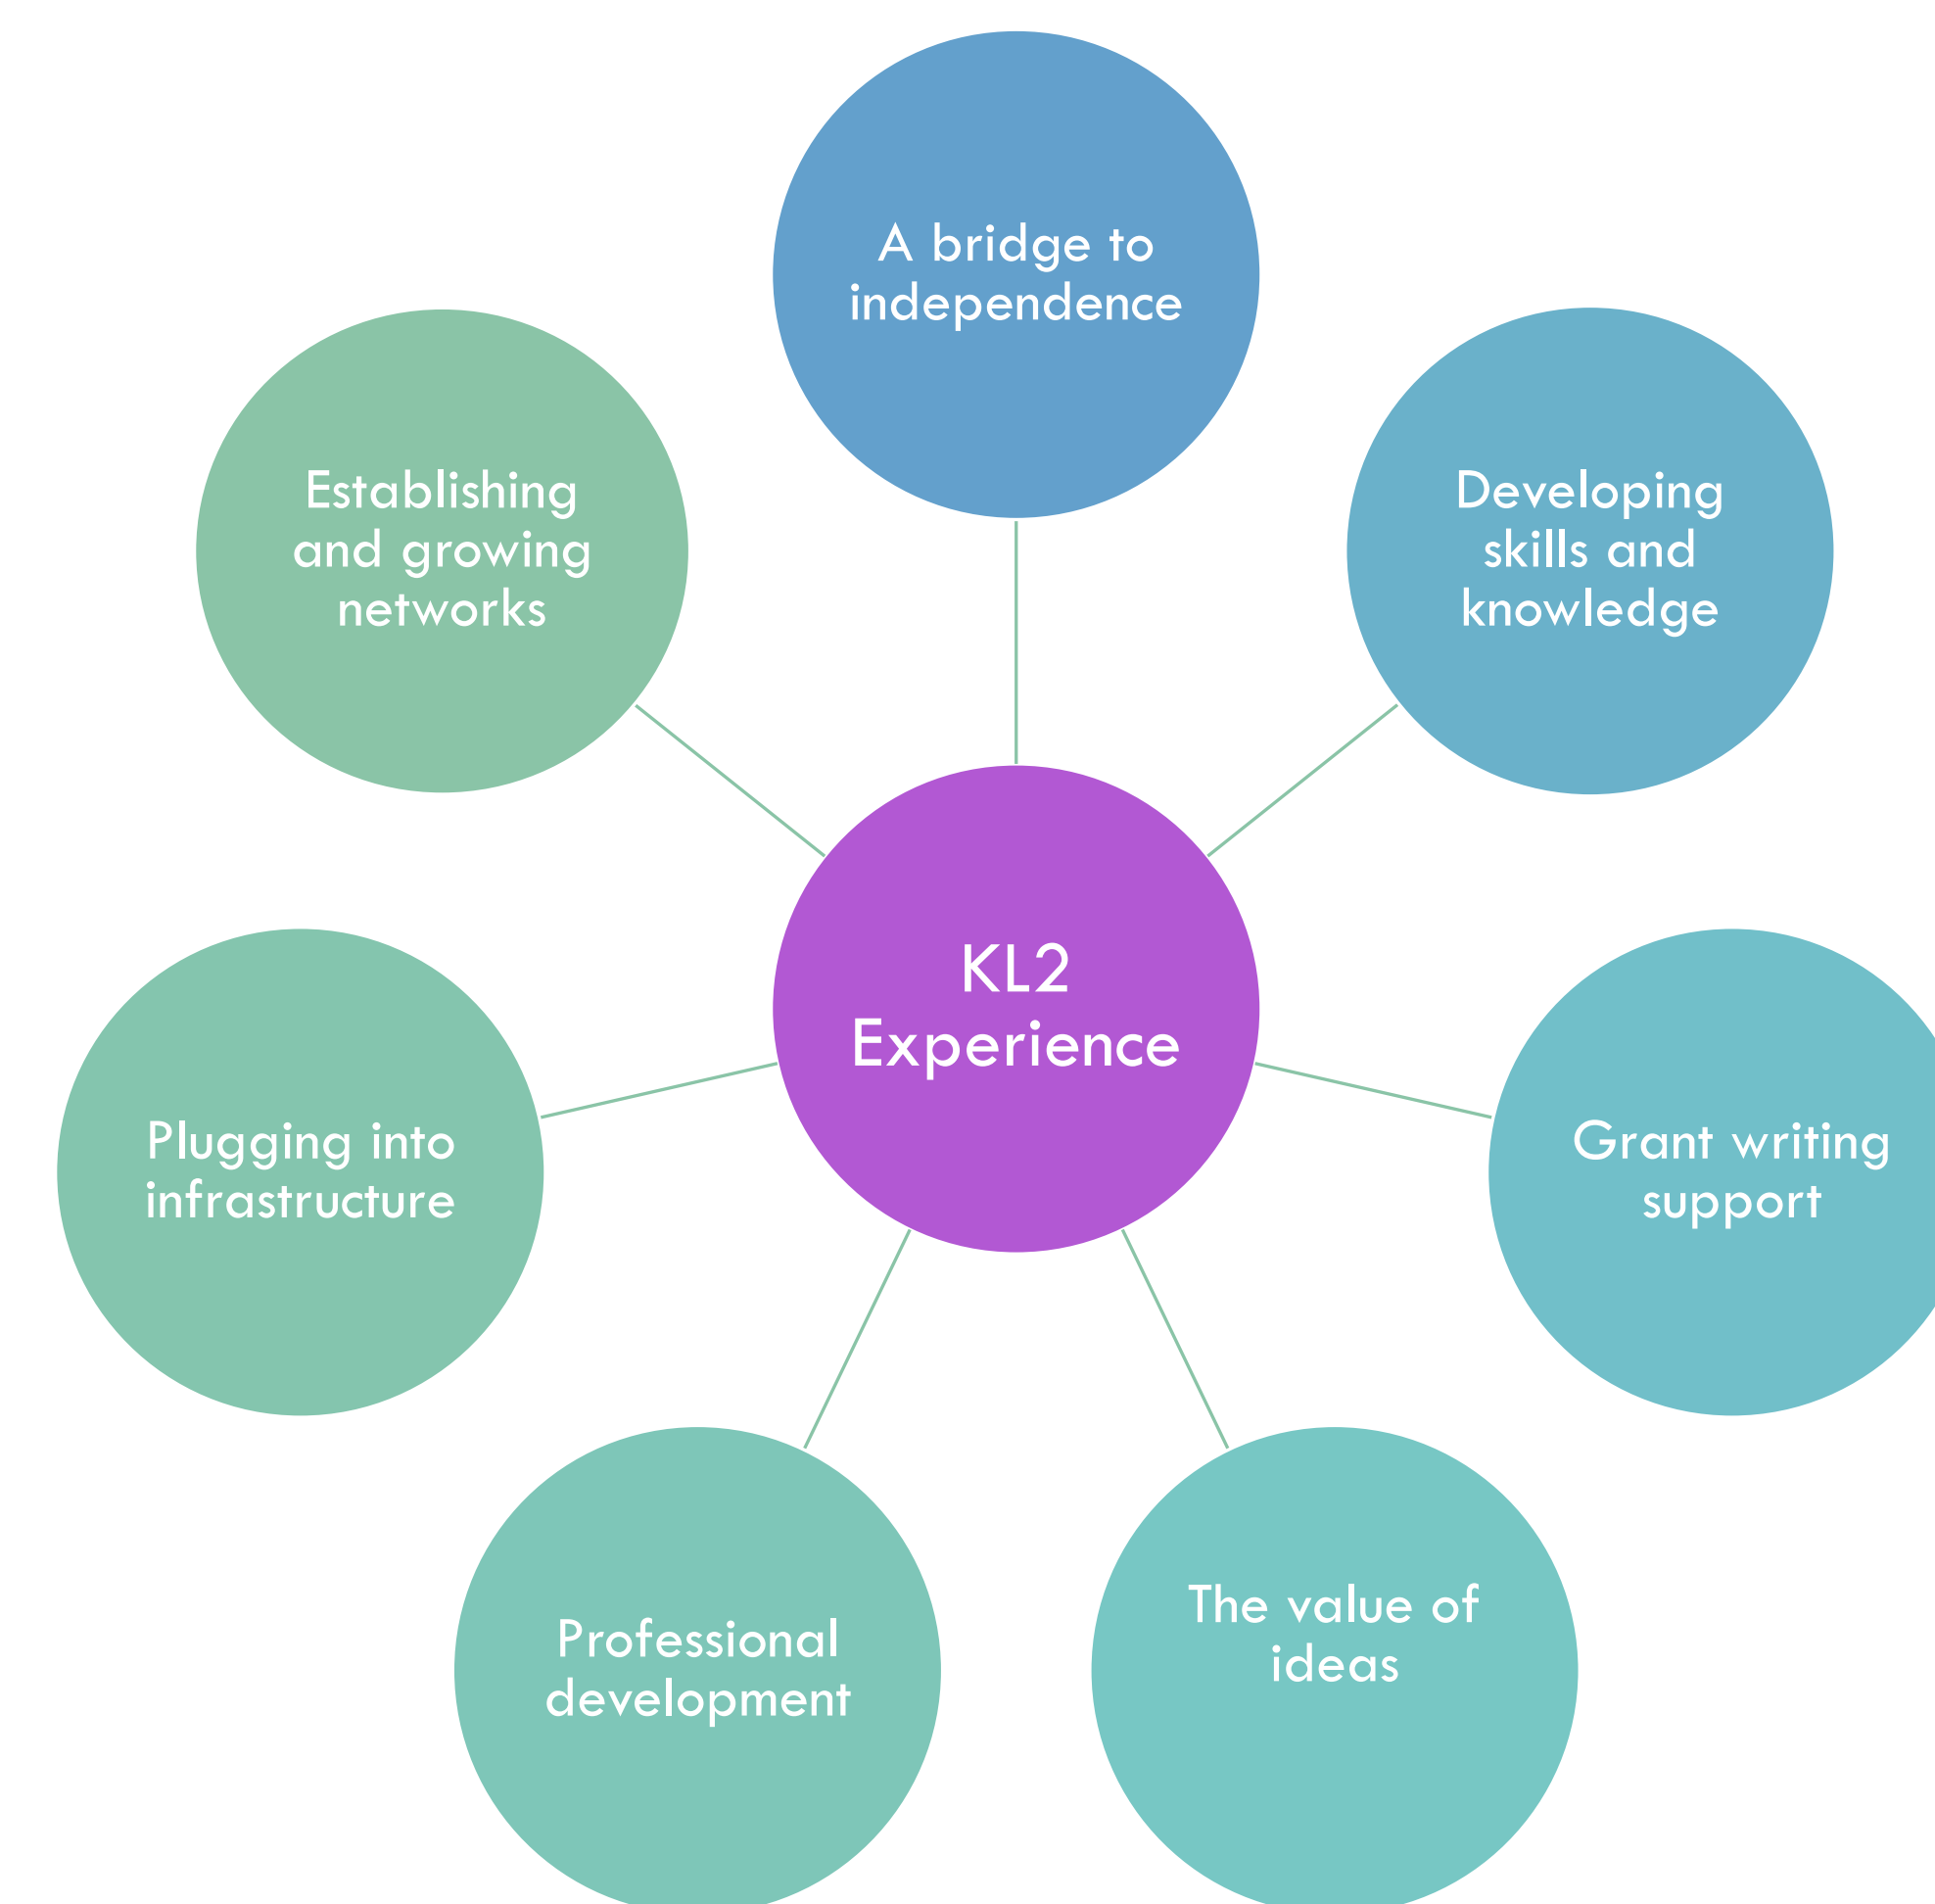 A bridge to
independence
Establishing
and growing
networks
Developing
skills and
knowledge
KL2
Experience
Plugging into
infrastructure
Grant writing
support
Professional
development
The value of
ideas